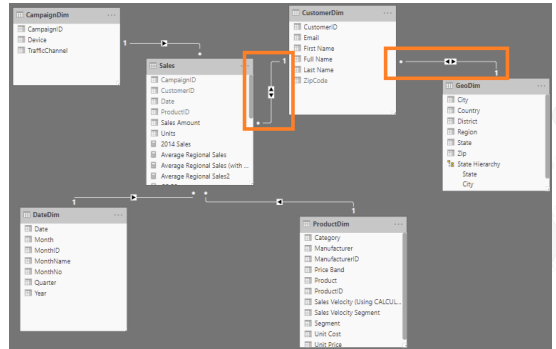 CampaignDim ...
CampaignID
Device
TrafficChannel
1
Sales
CampaignID
CustomerID
Date
ProductID
Sales Amount
Units
2014 Sales
Average Regional Sales
Average Regional Sales (with ...
Average Regional Sales2
1
CustomerDim ...
CustomerID
Email
First Name
Full Name
Last Name
ZipCode
1
GeoDim ...
City
Country
District
Region
State
Zip
State Hierarchy
State
City
1
DateDim ...
Date
Month
MonthID
MonthName
MonthNo
Quarter
Year
1
ProductDim ...
Category
Manufacturer
ManufacturerID
Price Band
Product
ProductID
Sales Velocity (Using CALCUL...
Sales Velocity Segment
Segment
Unit Cost
Unit Price